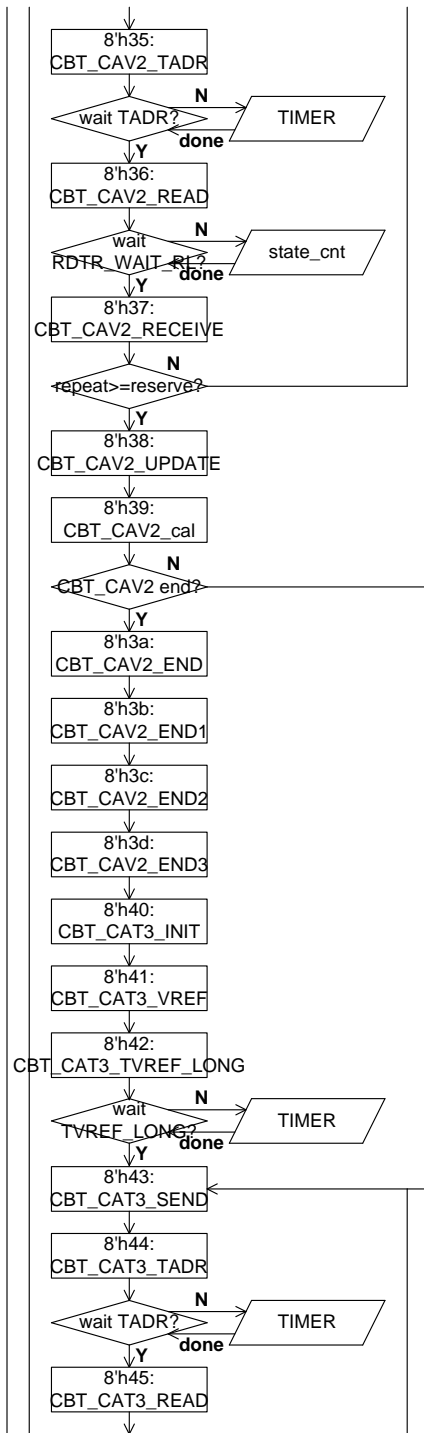 8'h35:
CBT_CAV2_TADR
N
wait TADR?
TIMER
done
Y
8'h36:
CBT_CAV2_READ
N
wait
RDTR_WAIT_RL?
state_cnt
done
Y
8'h37:
CBT_CAV2_RECEIVE
N
repeat>=reserve?
Y
8'h38:
CBT_CAV2_UPDATE
8'h39:
CBT_CAV2_cal
N
CBT_CAV2 end?
Y
8'h3a:
CBT_CAV2_END
8'h3b:
CBT_CAV2_END1
8'h3c:
CBT_CAV2_END2
8'h3d:
CBT_CAV2_END3
8'h40:
CBT_CAT3_INIT
8'h41:
CBT_CAT3_VREF
8'h42:
CBT_CAT3_TVREF_LONG
N
wait
TVREF_LONG?
TIMER
done
Y
8'h43:
CBT_CAT3_SEND
8'h44:
CBT_CAT3_TADR
N
wait TADR?
TIMER
done
Y
8'h45:
CBT_CAT3_READ